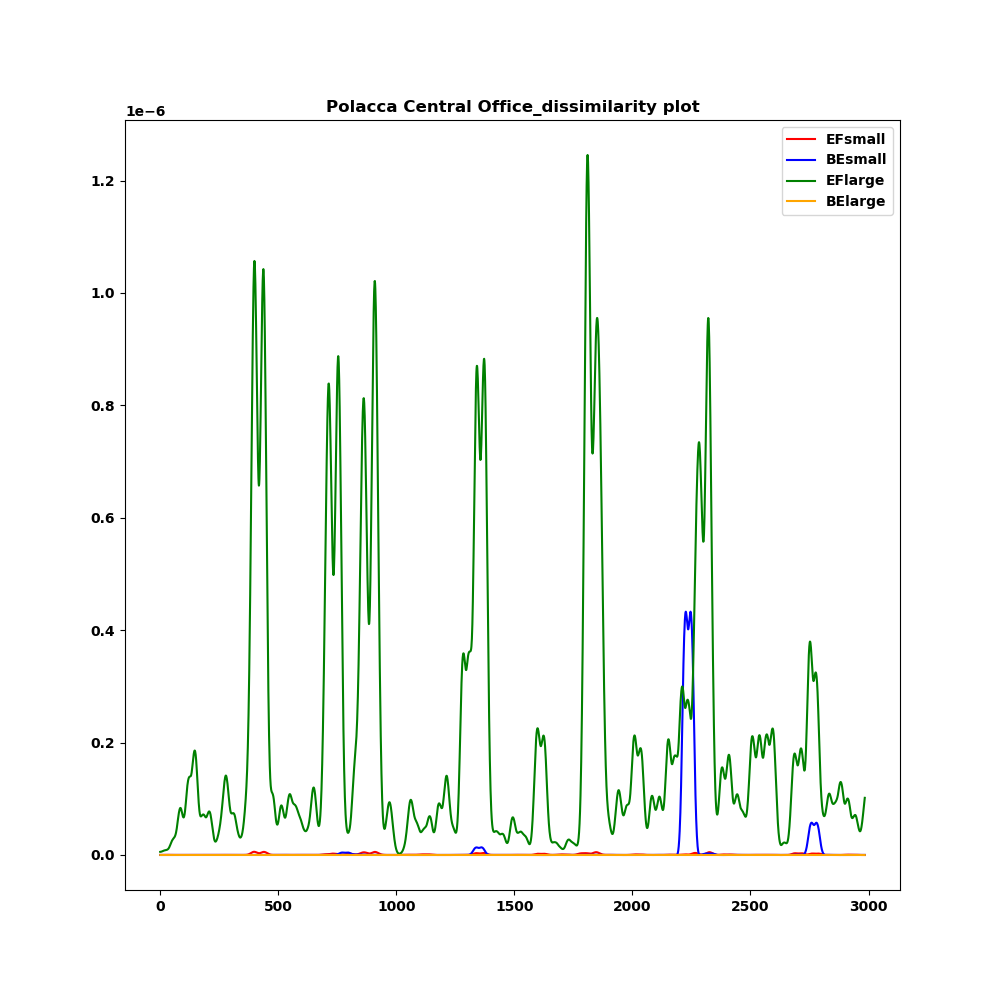 Polacca Central Office_dissimilarity plot
1e−6
EFsmall
BEsmall
EFlarge
BElarge
1.2
1.0
0.8
0.6
0.4
0.2
0.0
0 500 1000 1500 2000 2500 3000